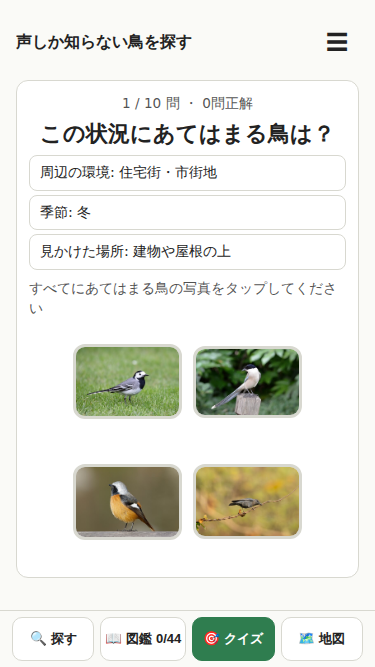 声しか知らない鳥を探す
☰
1 / 10 問 ・ 0問正解
この状況にあてはまる鳥は？
周辺の環境: 住宅街・市街地
季節: 冬
見かけた場所: 建物や屋根の上
すべてにあてはまる鳥の写真をタップしてくださ
い
🔍 探す
📖 図鑑 0/44
🎯 クイズ
🗺️ 地図